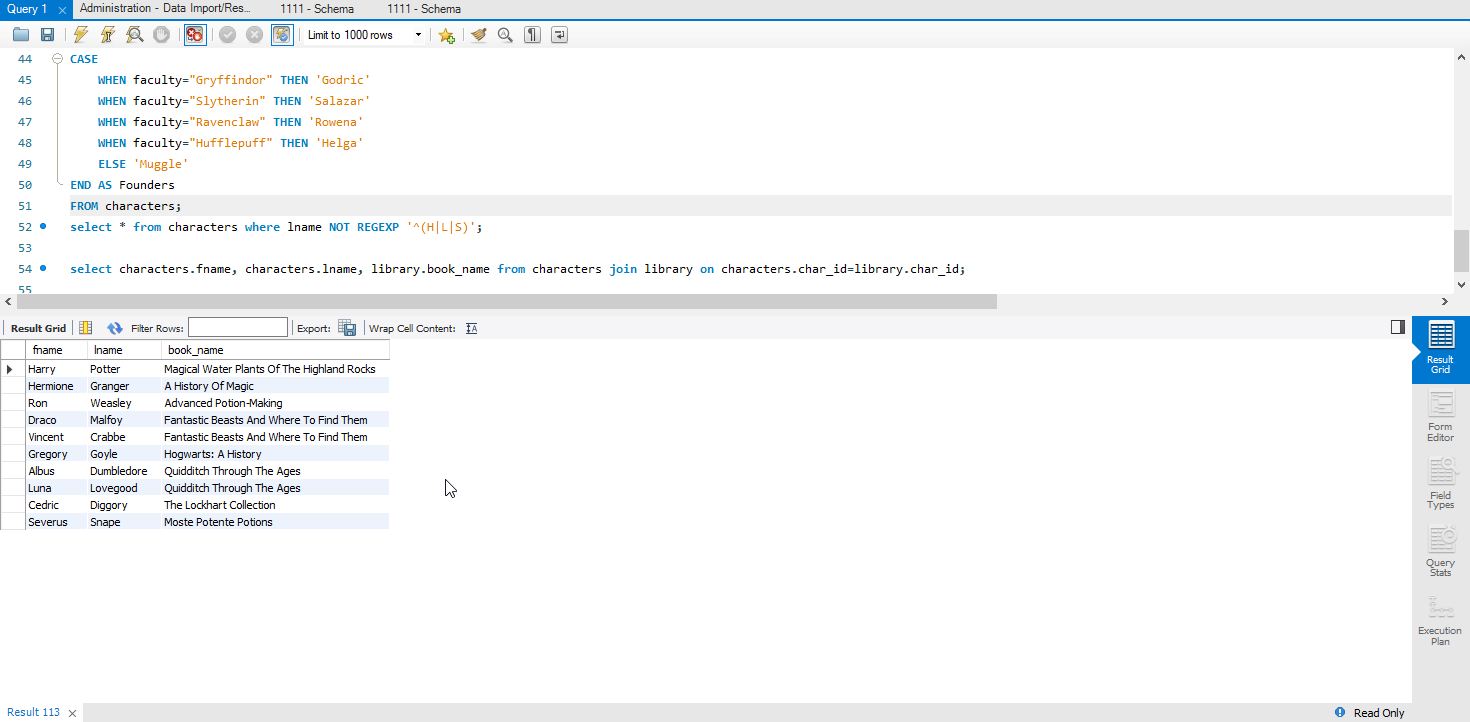 Query 1 Administration - Data Import/Res... 1111 - Schema 1111 - Schema
Limit to 1000 rows
44 CASE
45 WHEN faculty="Gryffindor" THEN 'Godric'
46 WHEN faculty="Slytherin" THEN 'Salazar'
47 WHEN faculty="Ravenclaw" THEN 'Rowena'
48 WHEN faculty="Hufflepuff" THEN 'Helga'
49 ELSE 'Muggle'
50 END AS Founders
51 FROM characters;
52 select * from characters where lname NOT REGEXP '^(H|L|S)';
53
54 select characters.fname, characters.lname, library.book_name from characters join library on characters.char_id=library.char_id;
55
Result Grid Filter Rows: Export: Wrap Cell Content:
fname lname book_name
Harry Potter Magical Water Plants Of The Highland Rocks
Hermione Granger A History Of Magic
Ron Weasley Advanced Potion-Making
Draco Malfoy Fantastic Beasts And Where To Find Them
Vincent Crabbe Fantastic Beasts And Where To Find Them
Gregory Goyle Hogwarts: A History
Albus Dumbledore Quidditch Through The Ages
Luna Lovegood Quidditch Through The Ages
Cedric Diggory The Lockhart Collection
Severus Snape Moste Potente Potions
Result
Grid
Form
Editor
Field
Types
Query
Stats
Execution
Plan
Result 113 Read Only